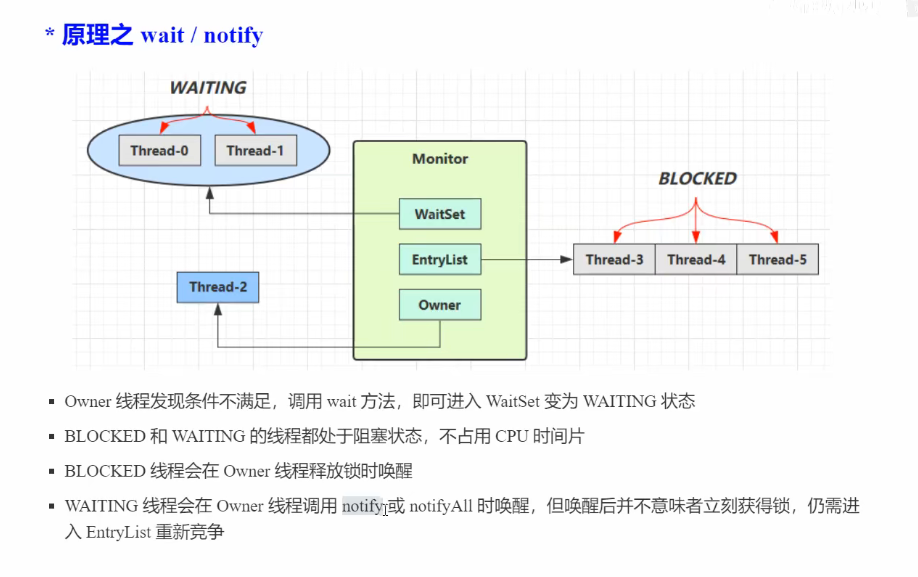 * 原理之 wait / notify
WAITING
Thread-0 Thread-1
Monitor
BLOCKED
WaitSet
EntryList
Thread-3 Thread-4 Thread-5
Thread-2
Owner
▪ Owner 线程发现条件不满足，调用 wait 方法，即可进入 WaitSet 变为 WAITING 状态
▪ BLOCKED 和 WAITING 的线程都处于阻塞状态，不占用 CPU 时间片
▪ BLOCKED 线程会在 Owner 线程释放锁时唤醒
▪ WAITING 线程会在 Owner 线程调用 notify 或 notifyAll 时唤醒，但唤醒后并不意味者立刻获得锁，仍需进
入 EntryList 重新竞争